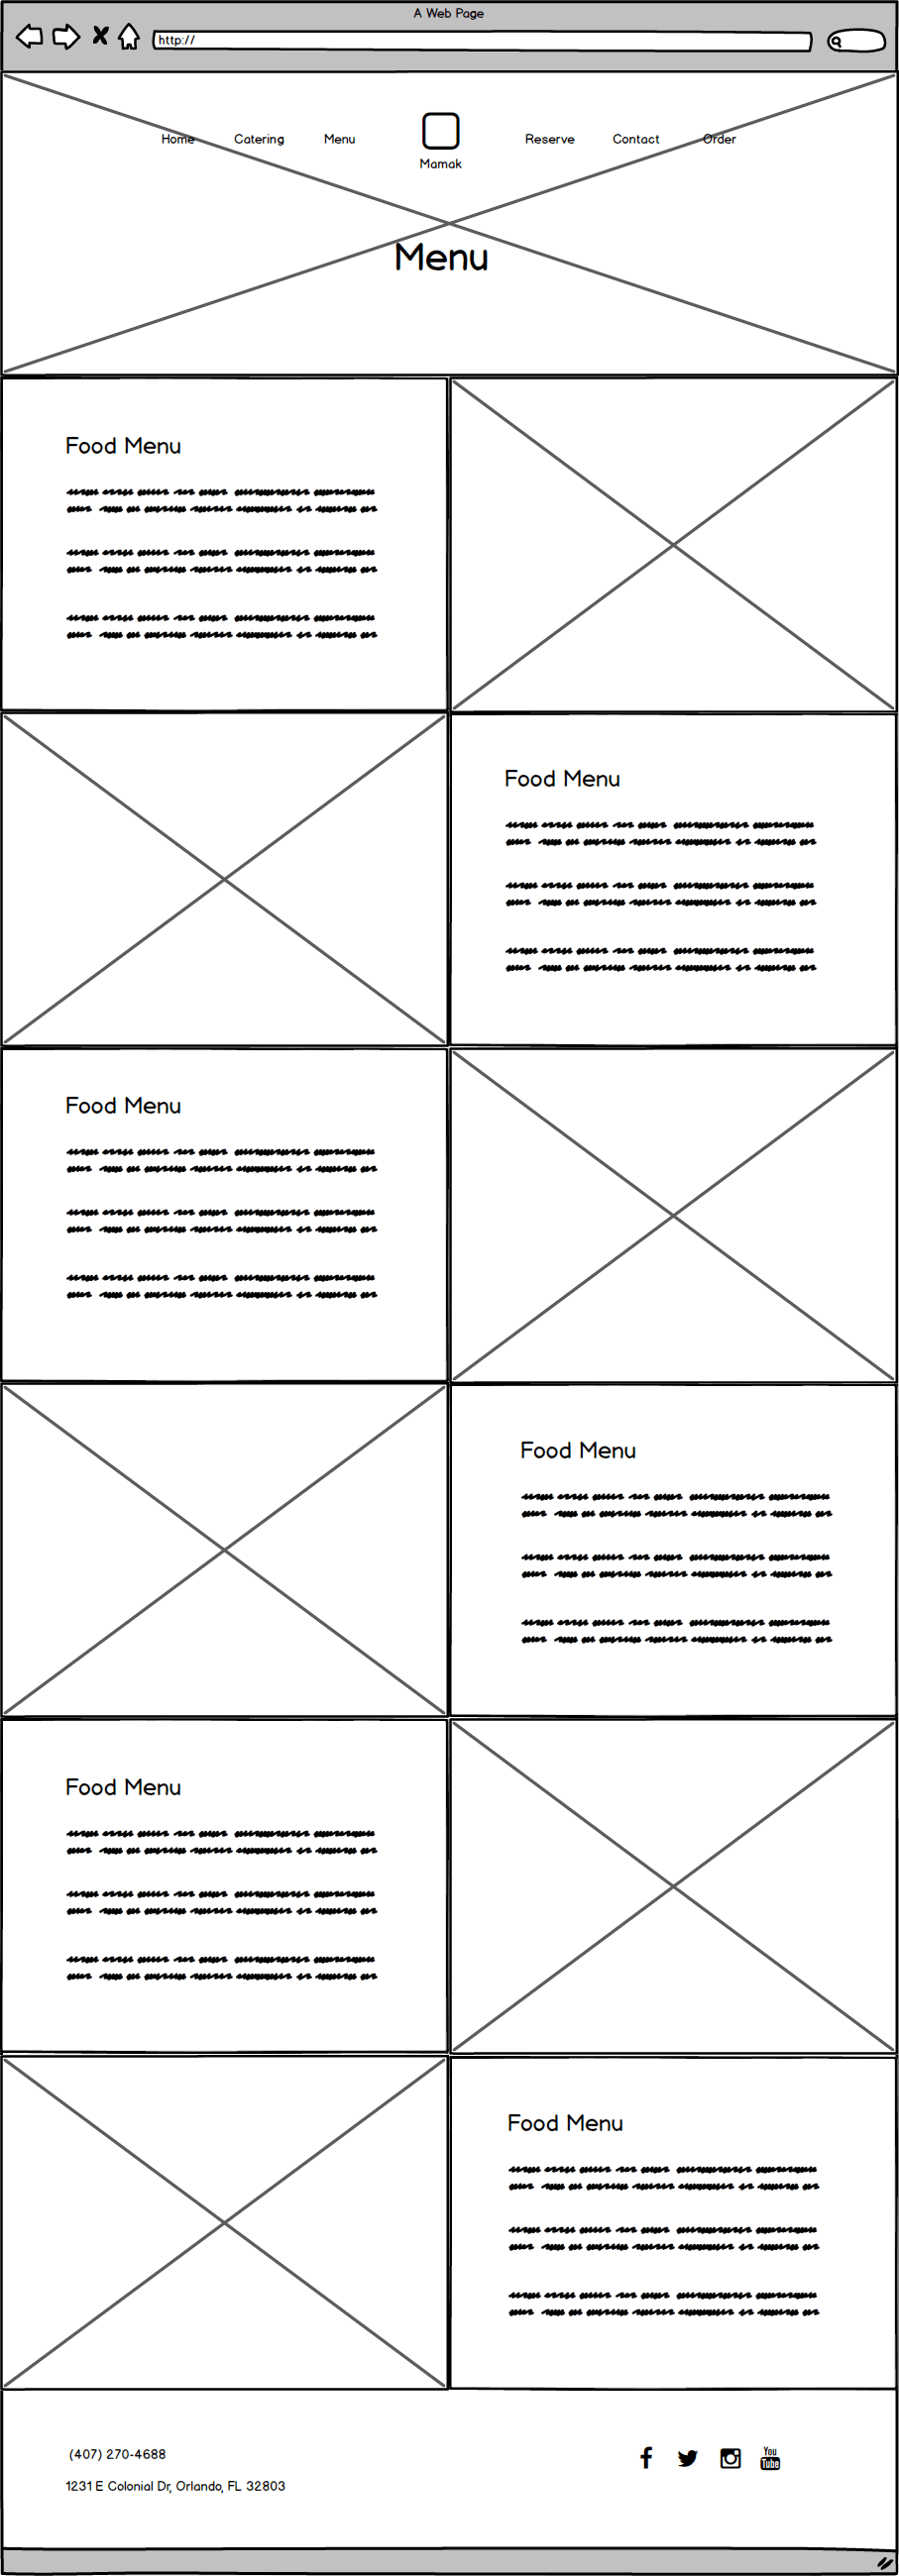 A Web Page
http://
Home Catering Menu Reserve Contact Order
Mamak
Menu
Food Menu
Food Menu
Food Menu
Food Menu
Food Menu
Food Menu
(407) 270-4688
1231 E Colonial Dr, Orlando, FL 32803
You
Tube